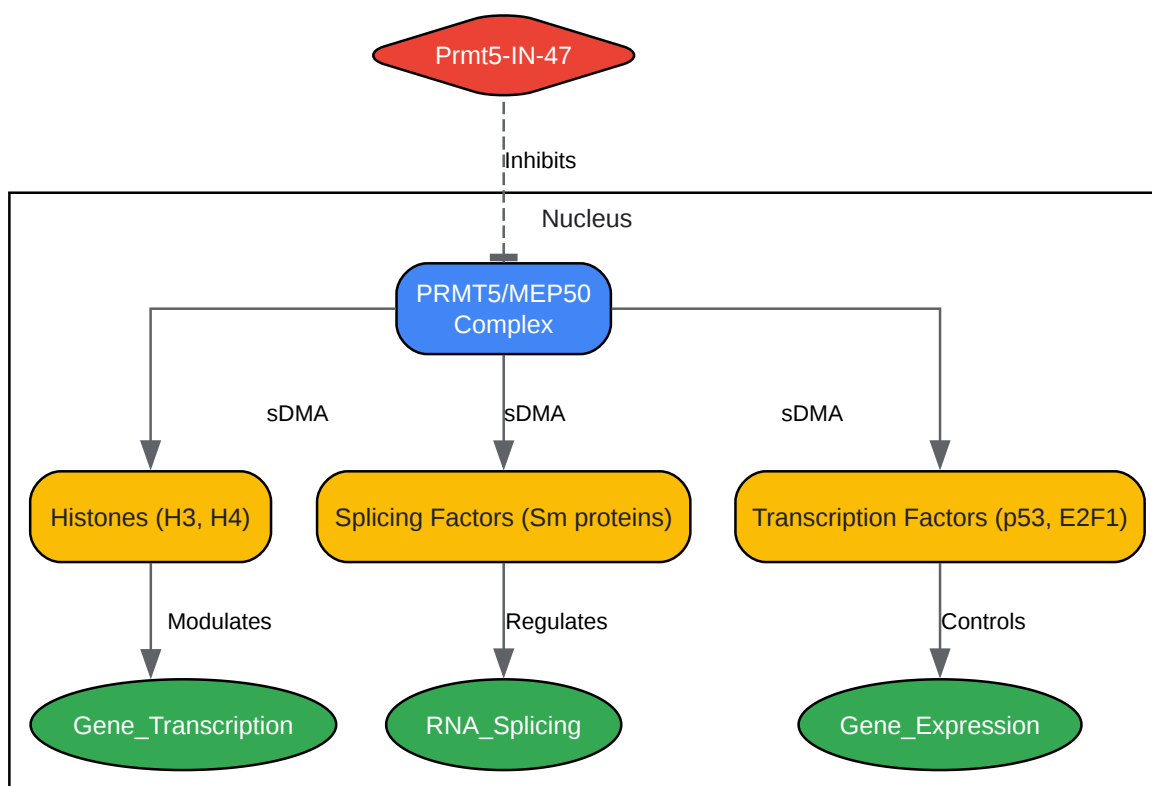 Prmt5-IN-47
Inhibits
Nucleus
PRMT5/MEP50
Complex
sDMA
sDMA
sDMA
Histones (H3, H4)
Splicing Factors (Sm proteins)
Transcription Factors (p53, E2F1)
Modulates
Regulates
Controls
Gene_Transcription
RNA_Splicing
Gene_Expression